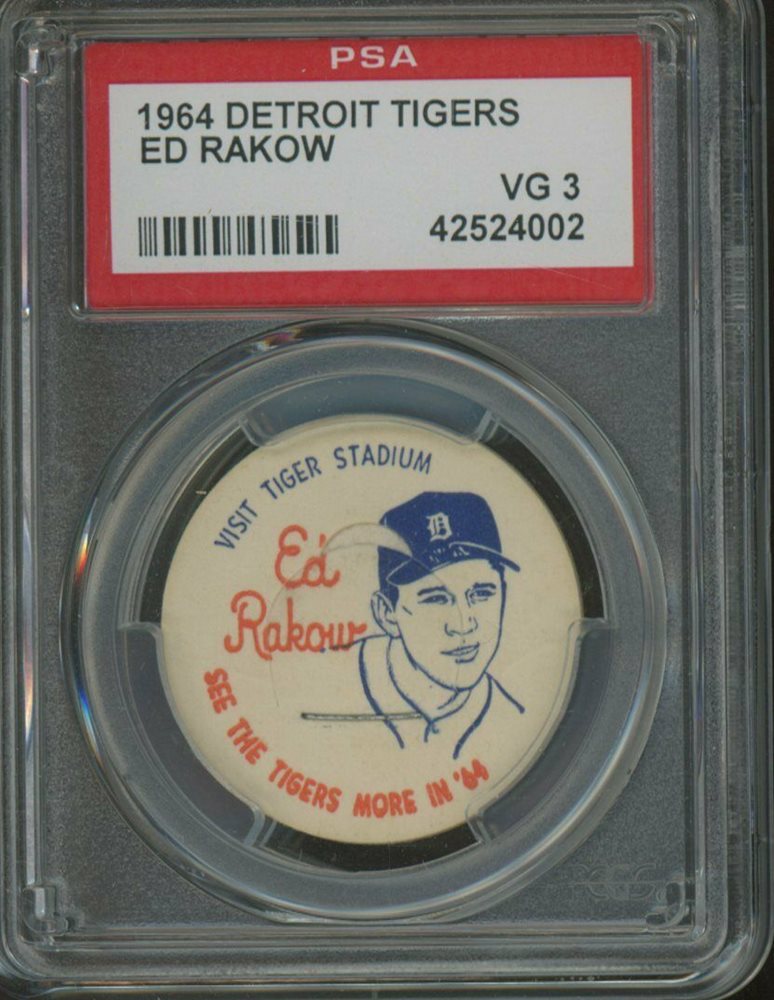 PSA
1964 DETROIT TIGERS
ED RAKOW
VG 3
42524002
VISIT TIGER STADIUM
D
Ed
Rakow
SEE THE TIGERS MORE IN '64